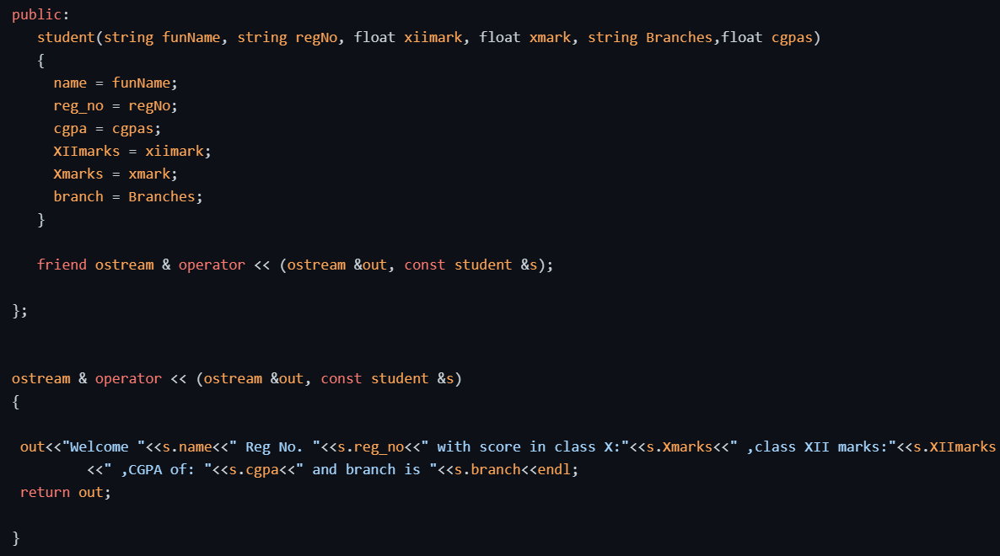 public:
student(string funName, string regNo, float xiimark, float xmark, string Branches,float cgpas)
{
name = funName;
reg_no = regNo;
cgpa = cgpas;
XIImarks = xiimark;
Xmarks = xmark;
branch = Branches;
}
friend ostream & operator << (ostream &out, const student &s);
};
ostream & operator << (ostream &out, const student &s)
{
out<<"Welcome "<<s.name<<" Reg No. "<<s.reg_no<<" with score in class X:"<<s.Xmarks<<" ,class XII marks:"<<s.XIImarks
<<" ,CGPA of: "<<s.cgpa<<" and branch is "<<s.branch<<endl;
return out;
}